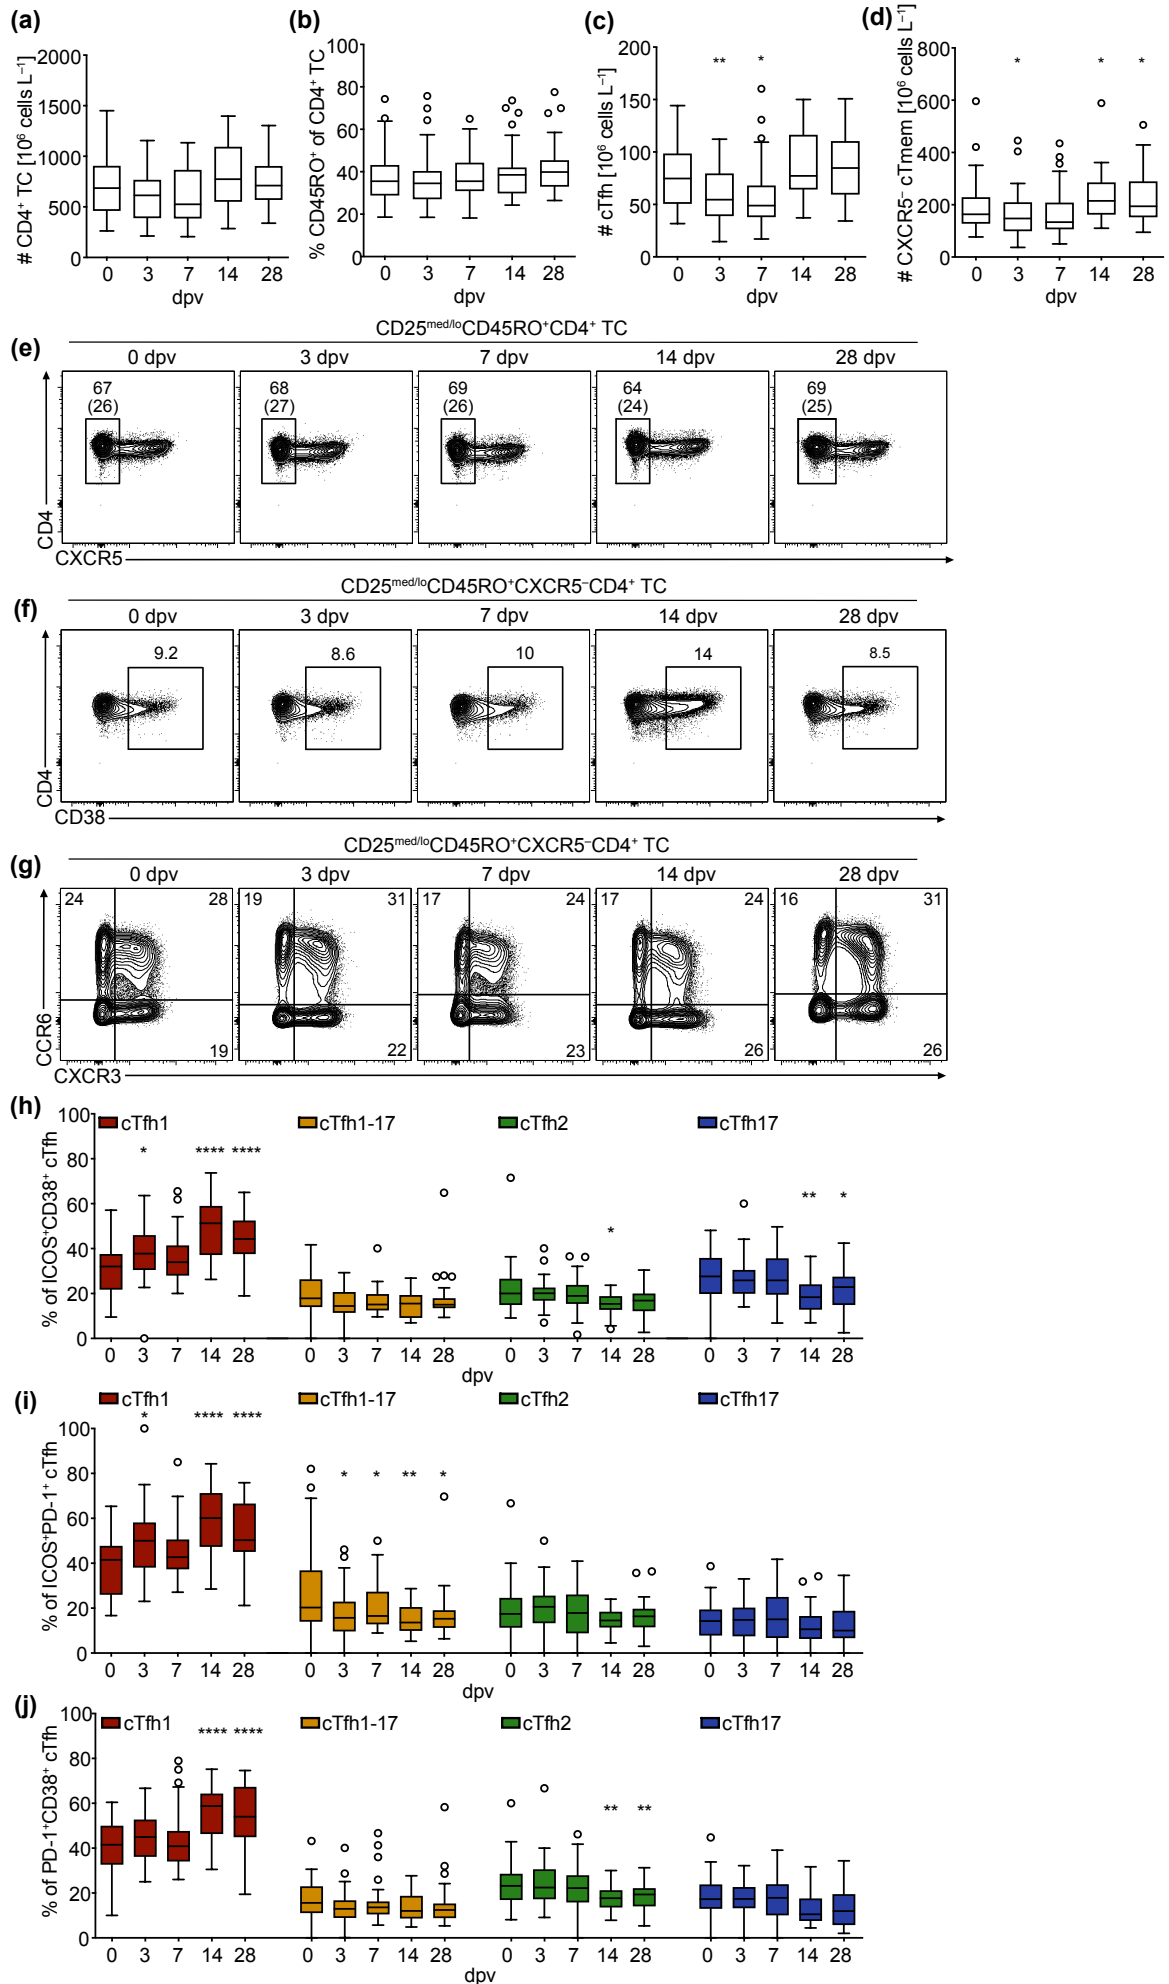 (a)
# CD4⁺ TC [10⁶ cells L⁻¹]
2000
1500
1000
500
0
0 3 7 14 28
dpv
(b)
% CD45RO⁺ of CD4⁺ TC
100
80
60
40
20
0
0 3 7 14 28
dpv
(c)
# cTfh [10⁶ cells L⁻¹]
200
150
100
50
0
** *
0 3 7 14 28
dpv
(d)
# CXCR5⁻ cTmem [10⁶ cells L⁻¹]
800
600
400
200
0
* * *
0 3 7 14 28
dpv
(e)
CD25ᵐᵉᵈ/ˡᵒCD45RO⁺CD4⁺ TC
0 dpv 3 dpv 7 dpv 14 dpv 28 dpv
67 68 69 64 69
(26) (27) (26) (24) (25)
CD4
CXCR5
(f)
CD25ᵐᵉᵈ/ˡᵒCD45RO⁺CXCR5⁻CD4⁺ TC
0 dpv 3 dpv 7 dpv 14 dpv 28 dpv
9.2 8.6 10 14 8.5
CD4
CD38
(g)
CD25ᵐᵉᵈ/ˡᵒCD45RO⁺CXCR5⁻CD4⁺ TC
0 dpv 3 dpv 7 dpv 14 dpv 28 dpv
24 28 19 31 17 24 17 24 16 31
19 22 23 26 26
CCR6
CXCR3
(h)
% of ICOS⁺CD38⁺ cTfh
100
80
60
40
20
0
cTfh1 cTfh1-17 cTfh2 cTfh17
* **** **** * ** *
0 3 7 14 28 0 3 7 14 28 0 3 7 14 28 0 3 7 14 28
dpv
(i)
% of ICOS⁺PD-1⁺ cTfh
100
80
60
40
20
0
cTfh1 cTfh1-17 cTfh2 cTfh17
* **** **** * * ** *
0 3 7 14 28 0 3 7 14 28 0 3 7 14 28 0 3 7 14 28
dpv
(j)
% of PD-1⁺CD38⁺ cTfh
100
80
60
40
20
0
cTfh1 cTfh1-17 cTfh2 cTfh17
**** **** ** **
0 3 7 14 28 0 3 7 14 28 0 3 7 14 28 0 3 7 14 28
dpv